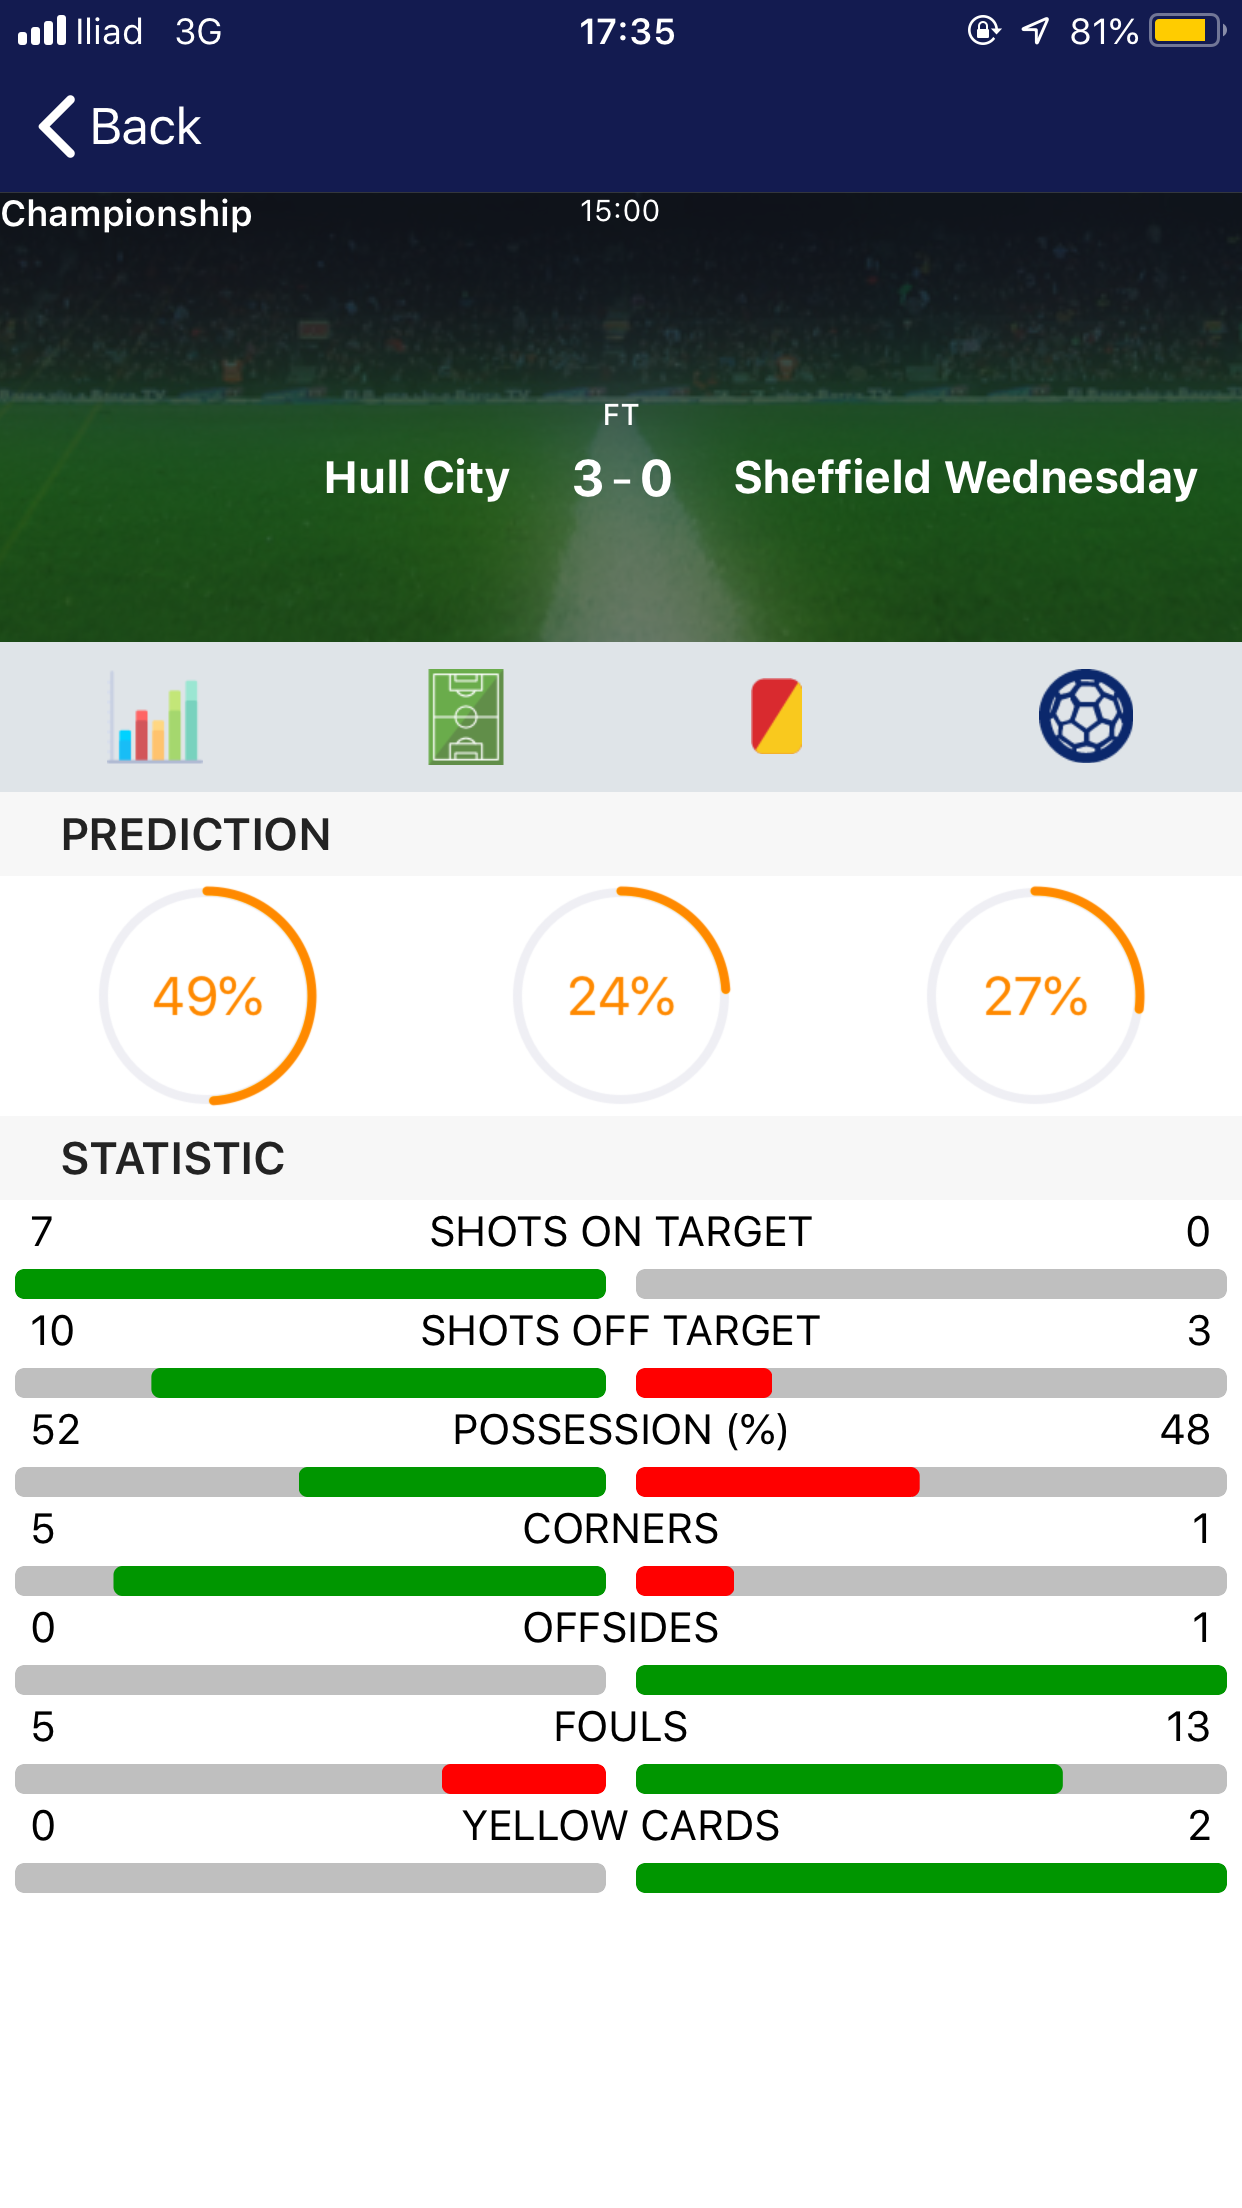 Iliad 3G 17:35 81%
Back
Championship 15:00
FT
Hull City 3 - 0 Sheffield Wednesday
PREDICTION
49% 24% 27%
STATISTIC
7 SHOTS ON TARGET 0
10 SHOTS OFF TARGET 3
52 POSSESSION (%) 48
5 CORNERS 1
0 OFFSIDES 1
5 FOULS 13
0 YELLOW CARDS 2